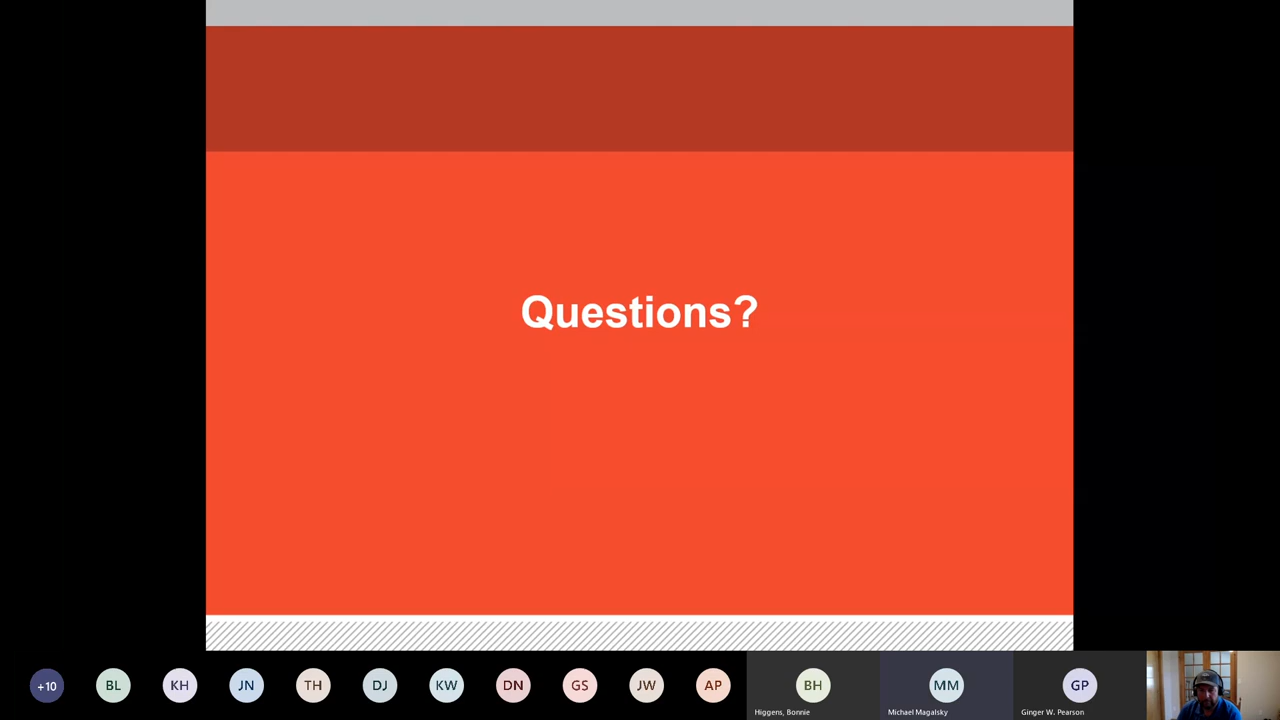 Questions?
+10 BL KH JN TH DJ KW DN GS JW AP BH MM GP
Higgens, Bonnie Michael Magalsky Ginger W. Pearson